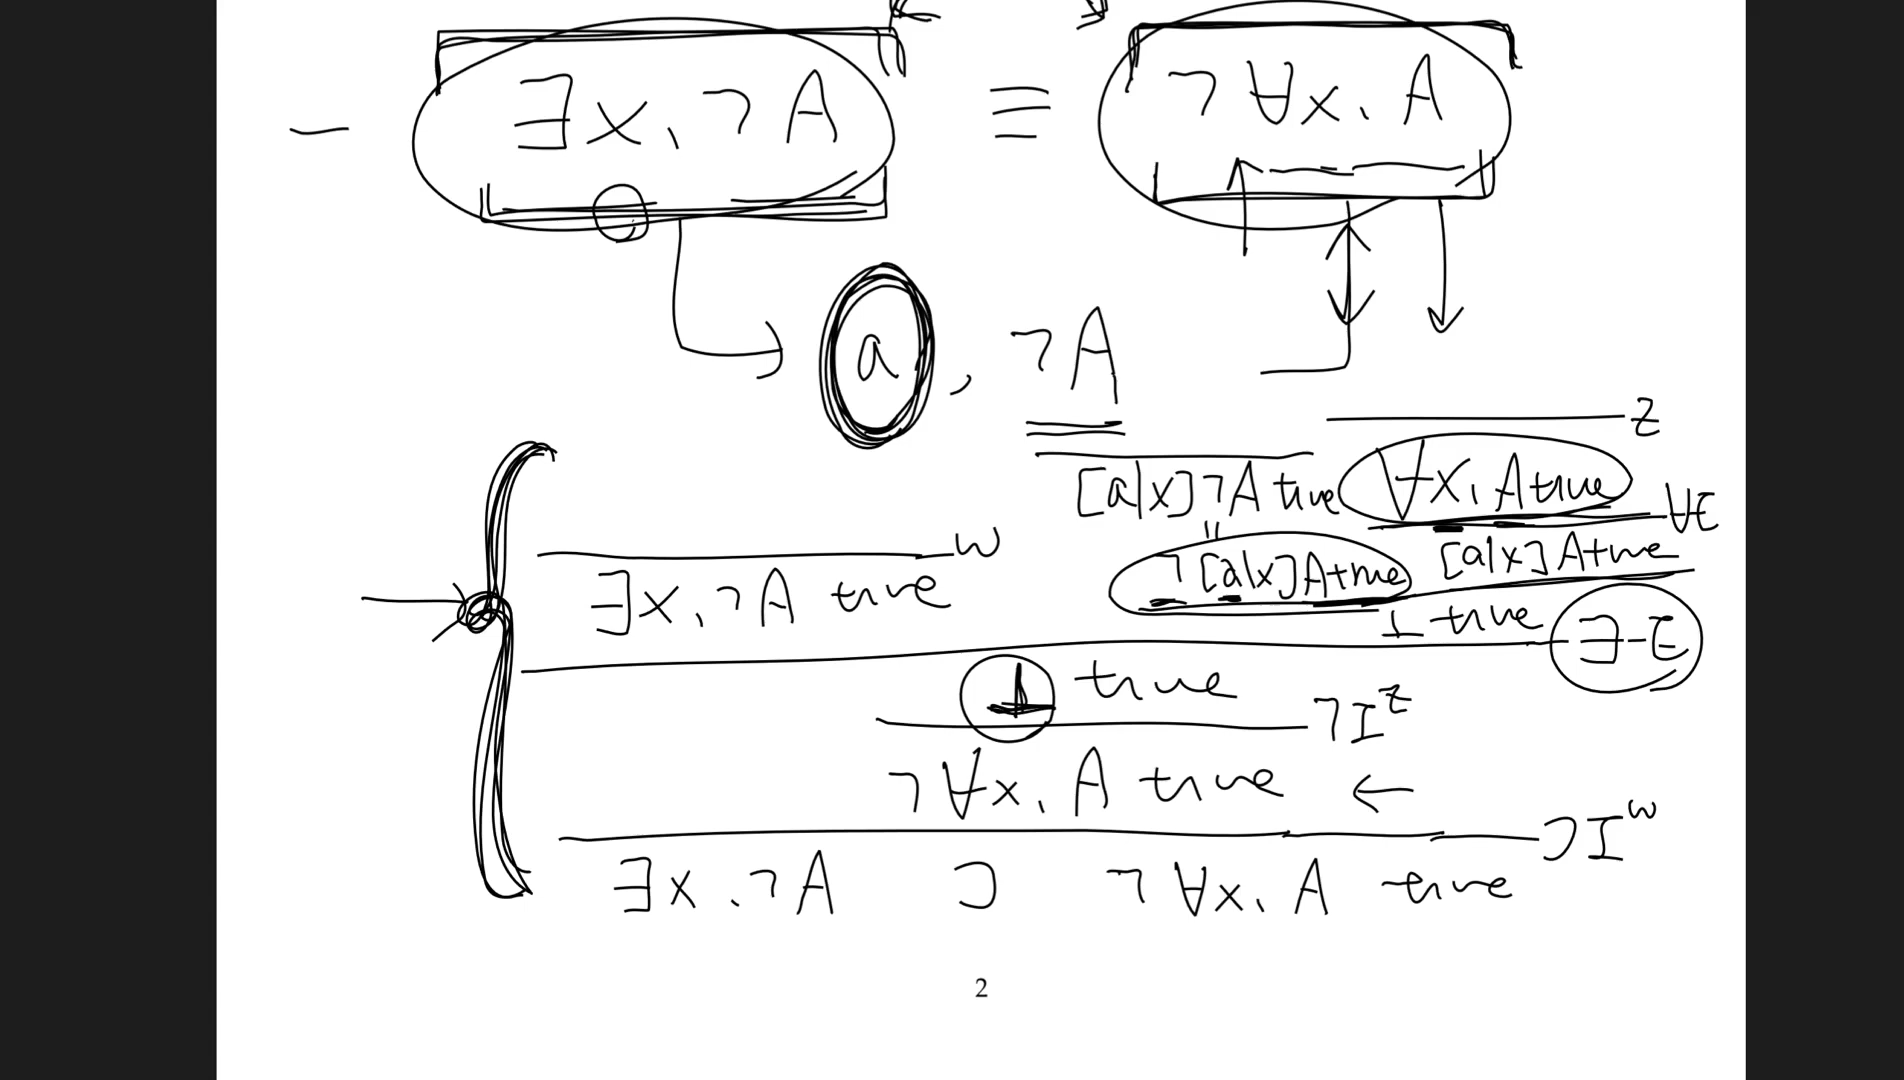 ∃x.¬A ≡ ¬∀x.A
a, ¬A
z
[a/x]¬A true ∀x.A true ∀E
w
∃x.¬A true ¬[a/x]A true [a/x]A true
⊥ true ∃-E
⊥ true
¬I^z
¬∀x.A true ←
⊃I^w
∃x.¬A ⊃ ¬∀x.A true
2